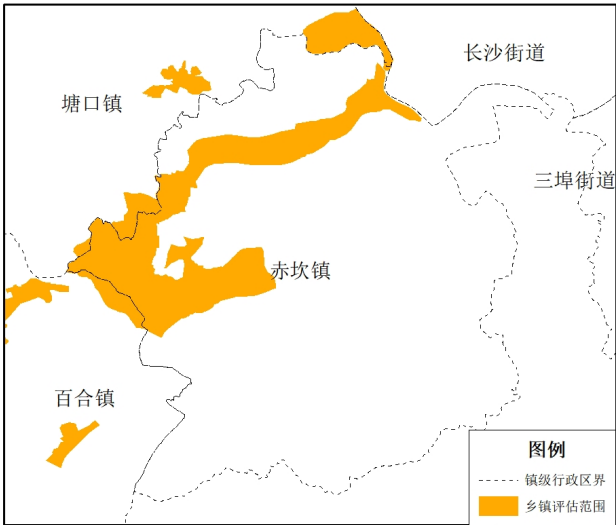 长沙街道
塘口镇
三埠街道
赤坎镇
百合镇
图例
镇级行政区界
乡镇评估范围